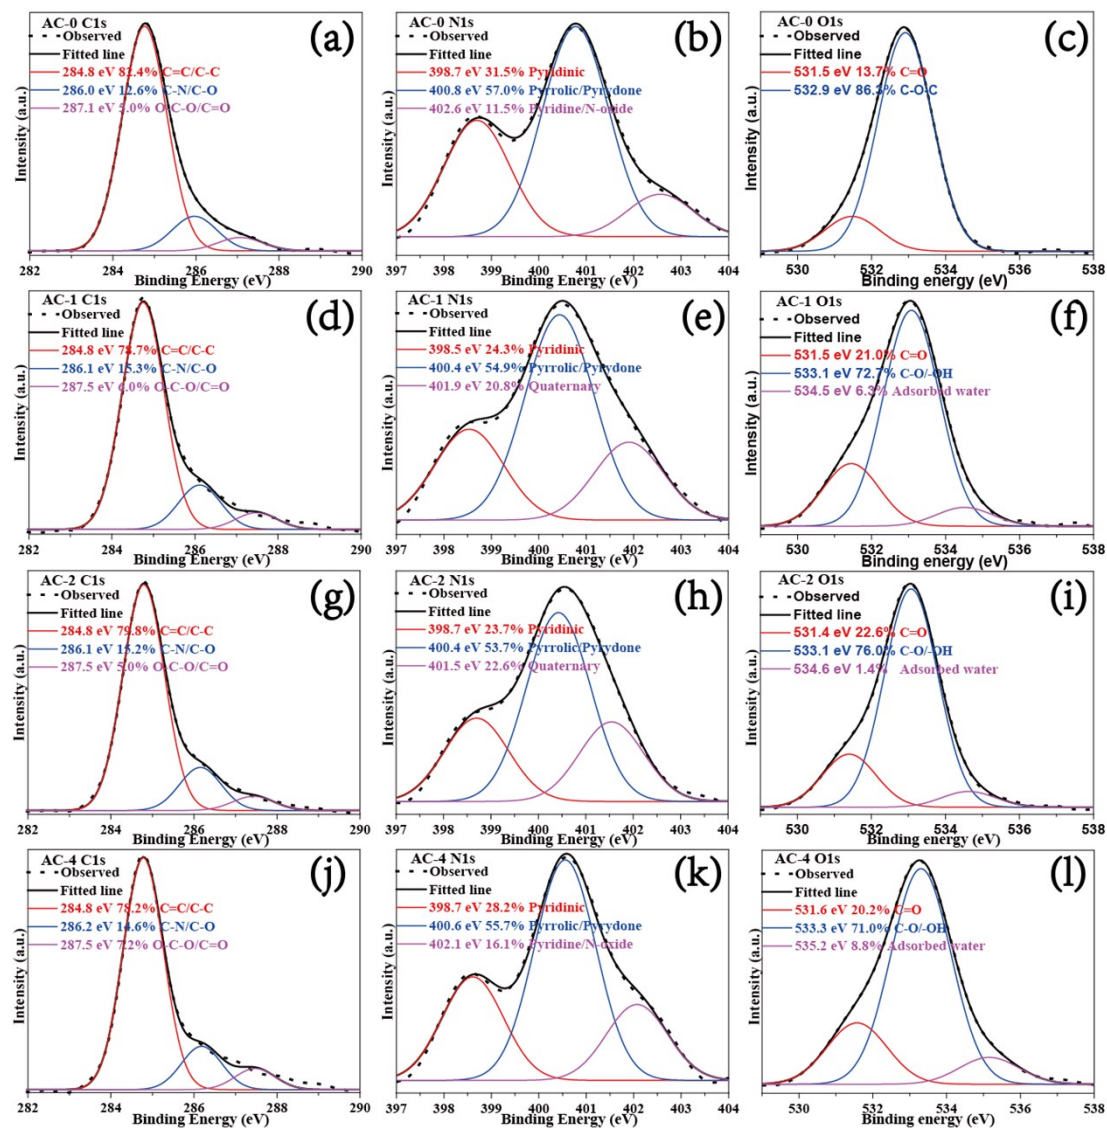 AC-0 C1s
(a)
Observed
Fitted line
284.8 eV 82.4% C=C/C-C
286.0 eV 12.6% C-N/C-O
287.1 eV 5.0% O-C-O/C=O
Intensity (a.u.)
282 284 286 288 290
Binding Energy (eV)
AC-0 N1s
(b)
Observed
Fitted line
398.7 eV 31.5% Pyridinic
400.8 eV 57.0% Pyrrolic/Pyrydone
402.6 eV 11.5% Pyridine/N-oxide
Intensity (a.u.)
397 398 399 400 401 402 403 404
Binding Energy (eV)
AC-0 O1s
(c)
Observed
Fitted line
531.5 eV 13.7% C=O
532.9 eV 86.3% C-O-C
Intensity (a.u.)
530 532 534 536 538
Binding energy (eV)
AC-1 C1s
(d)
Observed
Fitted line
284.8 eV 78.7% C=C/C-C
286.1 eV 15.3% C-N/C-O
287.5 eV 6.0% O-C-O/C=O
Intensity (a.u.)
282 284 286 288 290
Binding Energy (eV)
AC-1 N1s
(e)
Observed
Fitted line
398.5 eV 24.3% Pyridinic
400.4 eV 54.9% Pyrrolic/Pyrydone
401.9 eV 20.8% Quaternary
Intensity (a.u.)
397 398 399 400 401 402 403 404
Binding Energy (eV)
AC-1 O1s
(f)
Observed
Fitted line
531.5 eV 21.0% C=O
533.1 eV 72.7% C-O/-OH
534.5 eV 6.3% Adsorbed water
Intensity (a.u.)
530 532 534 536 538
Binding energy (eV)
AC-2 C1s
(g)
Observed
Fitted line
284.8 eV 79.8% C=C/C-C
286.1 eV 15.2% C-N/C-O
287.5 eV 5.0% O-C-O/C=O
Intensity (a.u.)
282 284 286 288 290
Binding Energy (eV)
AC-2 N1s
(h)
Observed
Fitted line
398.7 eV 23.7% Pyridinic
400.4 eV 53.7% Pyrrolic/Pyrydone
401.5 eV 22.6% Quaternary
Intensity (a.u.)
397 398 399 400 401 402 403 404
Binding Energy (eV)
AC-2 O1s
(i)
Observed
Fitted line
531.4 eV 22.6% C=O
533.1 eV 76.0% C-O/-OH
534.6 eV 1.4% Adsorbed water
Intensity (a.u.)
530 532 534 536 538
Binding energy (eV)
AC-4 C1s
(j)
Observed
Fitted line
284.8 eV 78.2% C=C/C-C
286.2 eV 14.6% C-N/C-O
287.5 eV 7.2% O-C-O/C=O
Intensity (a.u.)
282 284 286 288 290
Binding Energy (eV)
AC-4 N1s
(k)
Observed
Fitted line
398.7 eV 28.2% Pyridinic
400.6 eV 55.7% Pyrrolic/Pyrydone
402.1 eV 16.1% Pyridine/N-oxide
Intensity (a.u.)
397 398 399 400 401 402 403 404
Binding Energy (eV)
AC-4 O1s
(l)
Observed
Fitted line
531.6 eV 20.2% C=O
533.3 eV 71.0% C-O/-OH
535.2 eV 8.8% Adsorbed water
Intensity (a.u.)
530 532 534 536 538
Binding energy (eV)